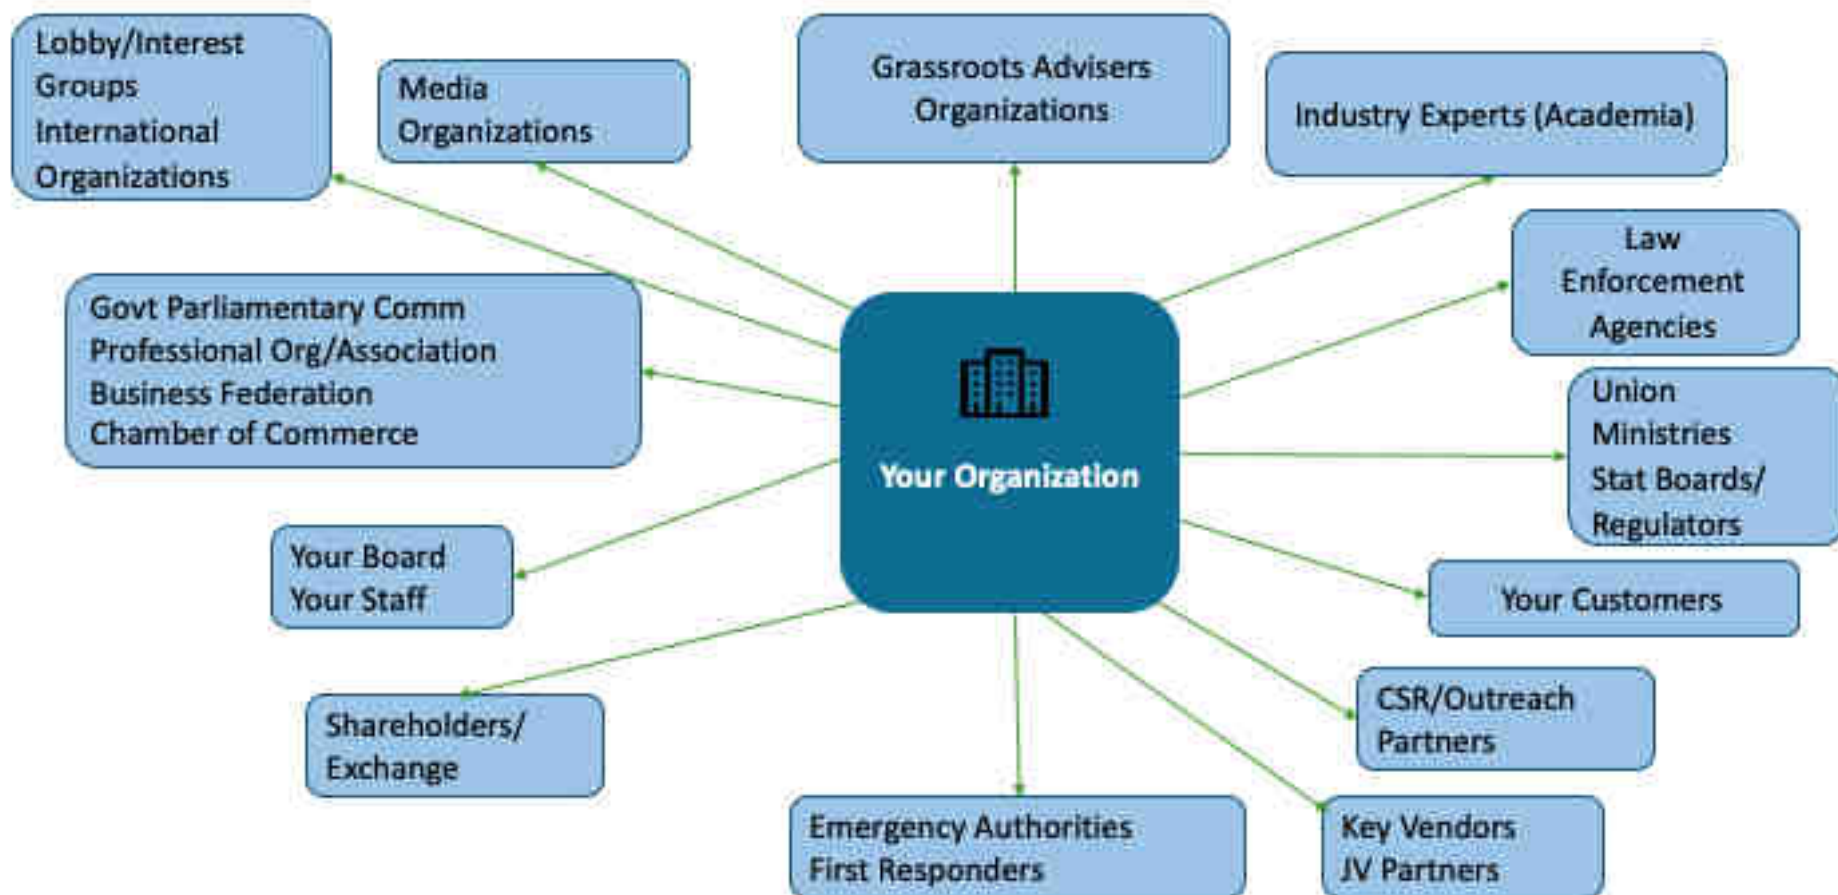 Lobby/Interest
Groups
International
Organizations
Media
Organizations
Grassroots Advisers
Organizations
Industry Experts (Academia)
Law
Enforcement
Agencies
Govt Parliamentary Comm
Professional Org/Association
Business Federation
Chamber of Commerce
Your Organization
Union
Ministries
Stat Boards/
Regulators
Your Board
Your Staff
Your Customers
Shareholders/
Exchange
CSR/Outreach
Partners
Emergency Authorities
First Responders
Key Vendors
JV Partners